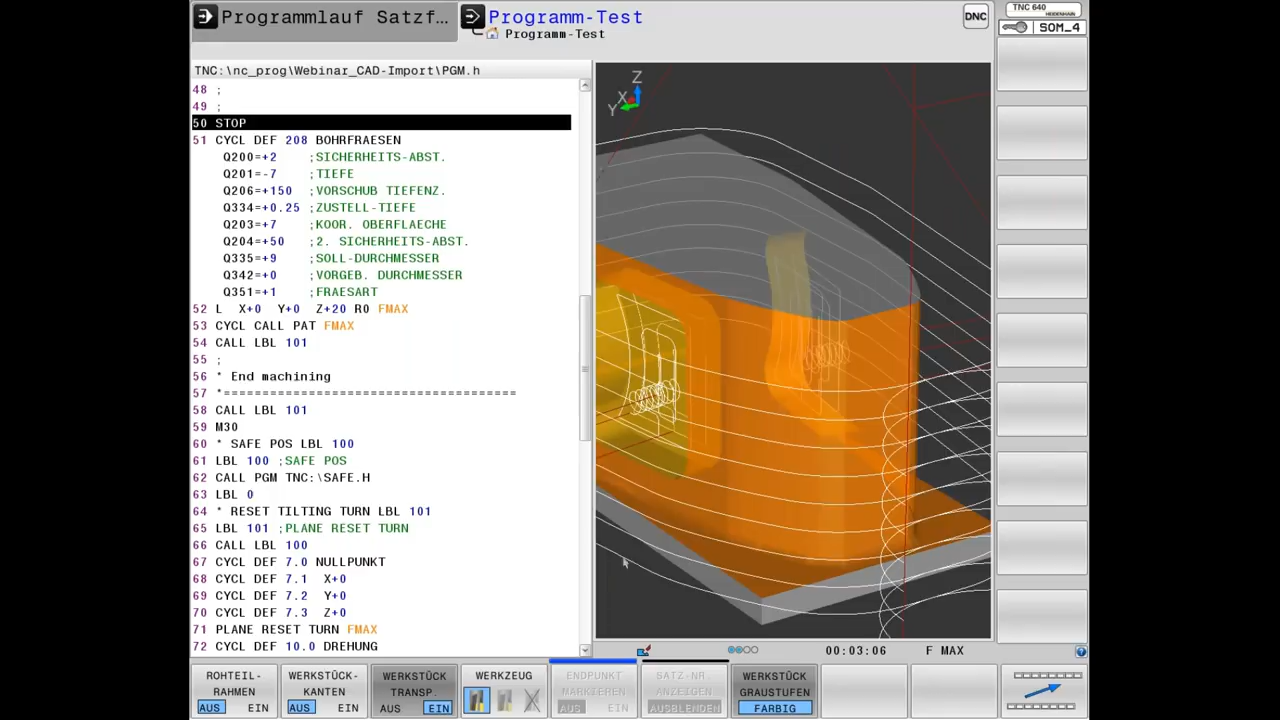 Programmlauf Satzf…
Programm-Test
Programm-Test
DNC
TNC 640
HEIDENHAIN
SOM_4
TNC:\nc_prog\Webinar_CAD-Import\PGM.h
48 ;
49 ;
50 STOP
51 CYCL DEF 208 BOHRFRAESEN
Q200=+2 ;SICHERHEITS-ABST.
Q201=-7 ;TIEFE
Q206=+150 ;VORSCHUB TIEFENZ.
Q334=+0.25 ;ZUSTELL-TIEFE
Q203=+7 ;KOOR. OBERFLAECHE
Q204=+50 ;2. SICHERHEITS-ABST.
Q335=+9 ;SOLL-DURCHMESSER
Q342=+0 ;VORGEB. DURCHMESSER
Q351=+1 ;FRAESART
52 L X+0 Y+0 Z+20 R0 FMAX
53 CYCL CALL PAT FMAX
54 CALL LBL 101
55 ;
56 * End machining
57 *======================================
58 CALL LBL 101
59 M30
60 * SAFE POS LBL 100
61 LBL 100 ;SAFE POS
62 CALL PGM TNC:\SAFE.H
63 LBL 0
64 * RESET TILTING TURN LBL 101
65 LBL 101 ;PLANE RESET TURN
66 CALL LBL 100
67 CYCL DEF 7.0 NULLPUNKT
68 CYCL DEF 7.1 X+0
69 CYCL DEF 7.2 Y+0
70 CYCL DEF 7.3 Z+0
71 PLANE RESET TURN FMAX
72 CYCL DEF 10.0 DREHUNG
Z
X
Y
00:03:06 F MAX
ROHTEIL-
RAHMEN
AUS EIN
WERKSTÜCK-
KANTEN
AUS EIN
WERKSTÜCK
TRANSP.
AUS EIN
WERKZEUG
ENDPUNKT
MARKIEREN
AUS EIN
SATZ-NR.
ANZEIGEN
AUSBLENDEN
WERKSTÜCK
GRAUSTUFEN
FARBIG